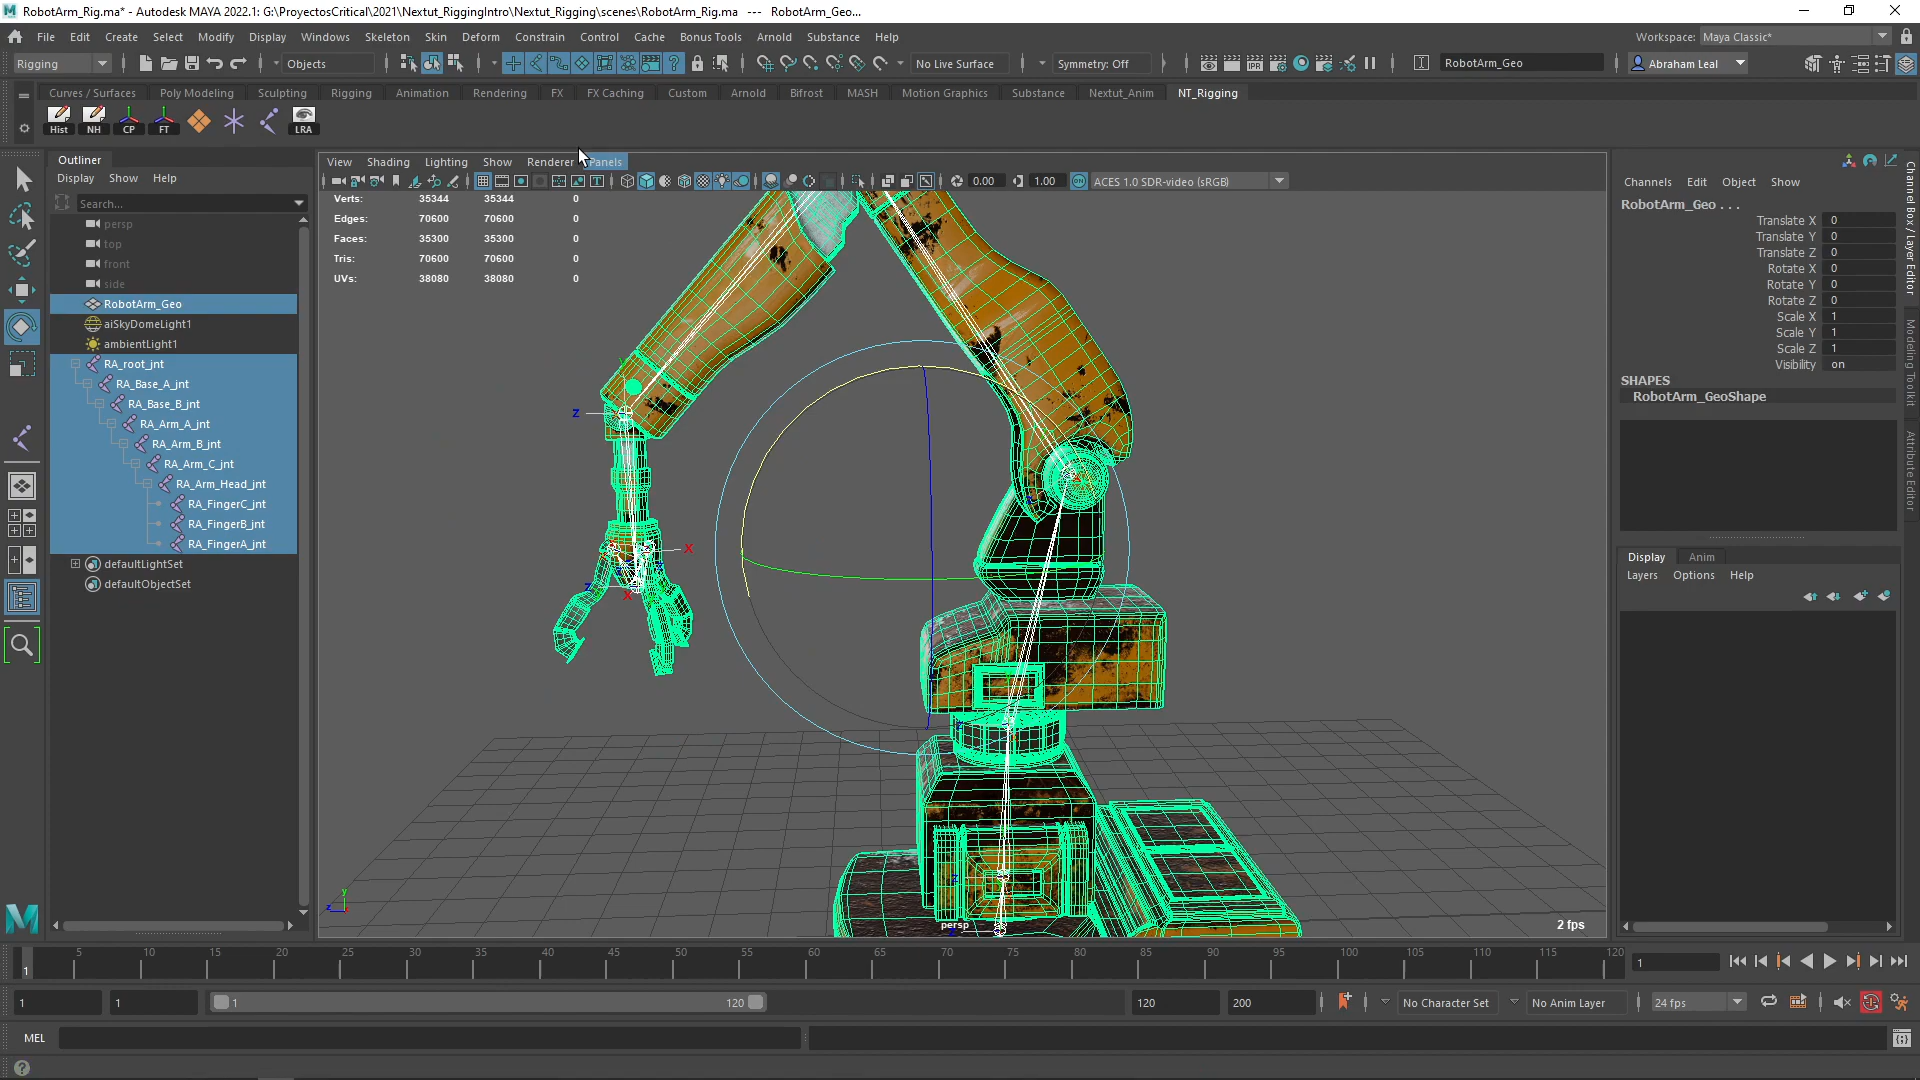 RobotArm_Rig.ma* - Autodesk MAYA 2022.1: G:\ProyectosCritical\2021\Nextut_RiggingIntro\Nextut_Rigging\scenes\RobotArm_Rig.ma --- RobotArm_Geo...
File Edit Create Select Modify Display Windows Skeleton Skin Deform Constrain Control Cache Bonus Tools Arnold Substance Help
Workspace: Maya Classic*
Rigging Objects No Live Surface Symmetry: Off RobotArm_Geo Abraham Leal
Curves / Surfaces Poly Modeling Sculpting Rigging Animation Rendering FX FX Caching Custom Arnold Bifrost MASH Motion Graphics Substance Nextut_Anim NT_Rigging
Hist NH CP FT LRA
Outliner
Display Show Help
Search...
persp
top
front
side
RobotArm_Geo
aiSkyDomeLight1
ambientLight1
RA_root_jnt
RA_Base_A_jnt
RA_Base_B_jnt
RA_Arm_A_jnt
RA_Arm_B_jnt
RA_Arm_C_jnt
RA_Arm_Head_jnt
RA_FingerC_jnt
RA_FingerB_jnt
RA_FingerA_jnt
defaultLightSet
defaultObjectSet
View Shading Lighting Show Renderer Panels
0.00 1.00 ACES 1.0 SDR-video (sRGB)
Verts: 35344 35344 0
Edges: 70600 70600 0
Faces: 35300 35300 0
Tris: 70600 70600 0
UVs: 38080 38080 0
persp
2 fps
Channels Edit Object Show
RobotArm_Geo . . .
Translate X 0
Translate Y 0
Translate Z 0
Rotate X 0
Rotate Y 0
Rotate Z 0
Scale X 1
Scale Y 1
Scale Z 1
Visibility on
SHAPES
RobotArm_GeoShape
Display Anim
Layers Options Help
Channel Box / Layer Editor
Modeling Toolkit
Attribute Editor
5 10 15 20 25 30 35 40 45 50 55 60 65 70 75 80 85 90 95 100 105 110 115 120
1
1
1 1 1 120 120 200 No Character Set No Anim Layer 24 fps
MEL